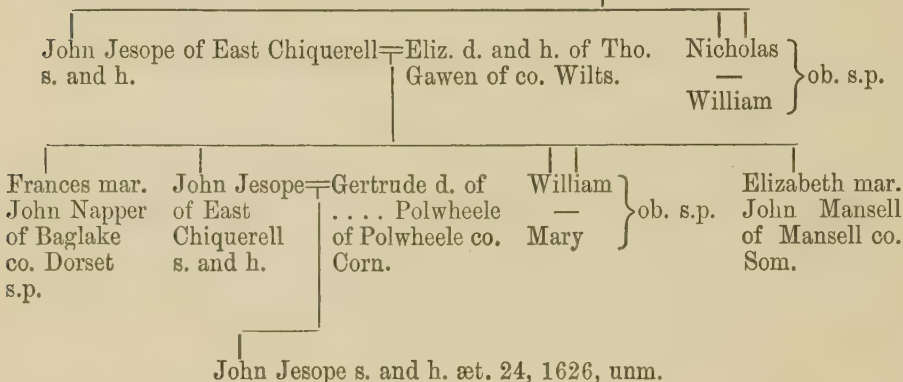 John Jesope of East Chiquerell
s. and h.
Eliz. d. and h. of Tho.
Gawen of co. Wilts.
Nicholas
—
William
ob. s.p.
Frances mar.
John Napper
of Baglake
co. Dorset
s.p.
John Jesope
of East
Chiquerell
s. and h.
Gertrude d. of
.... Polwheele
of Polwheele co.
Corn.
William
—
Mary
ob. s.p.
Elizabeth mar.
John Mansell
of Mansell co.
Som.
John Jesope s. and h. æt. 24, 1626, unm.